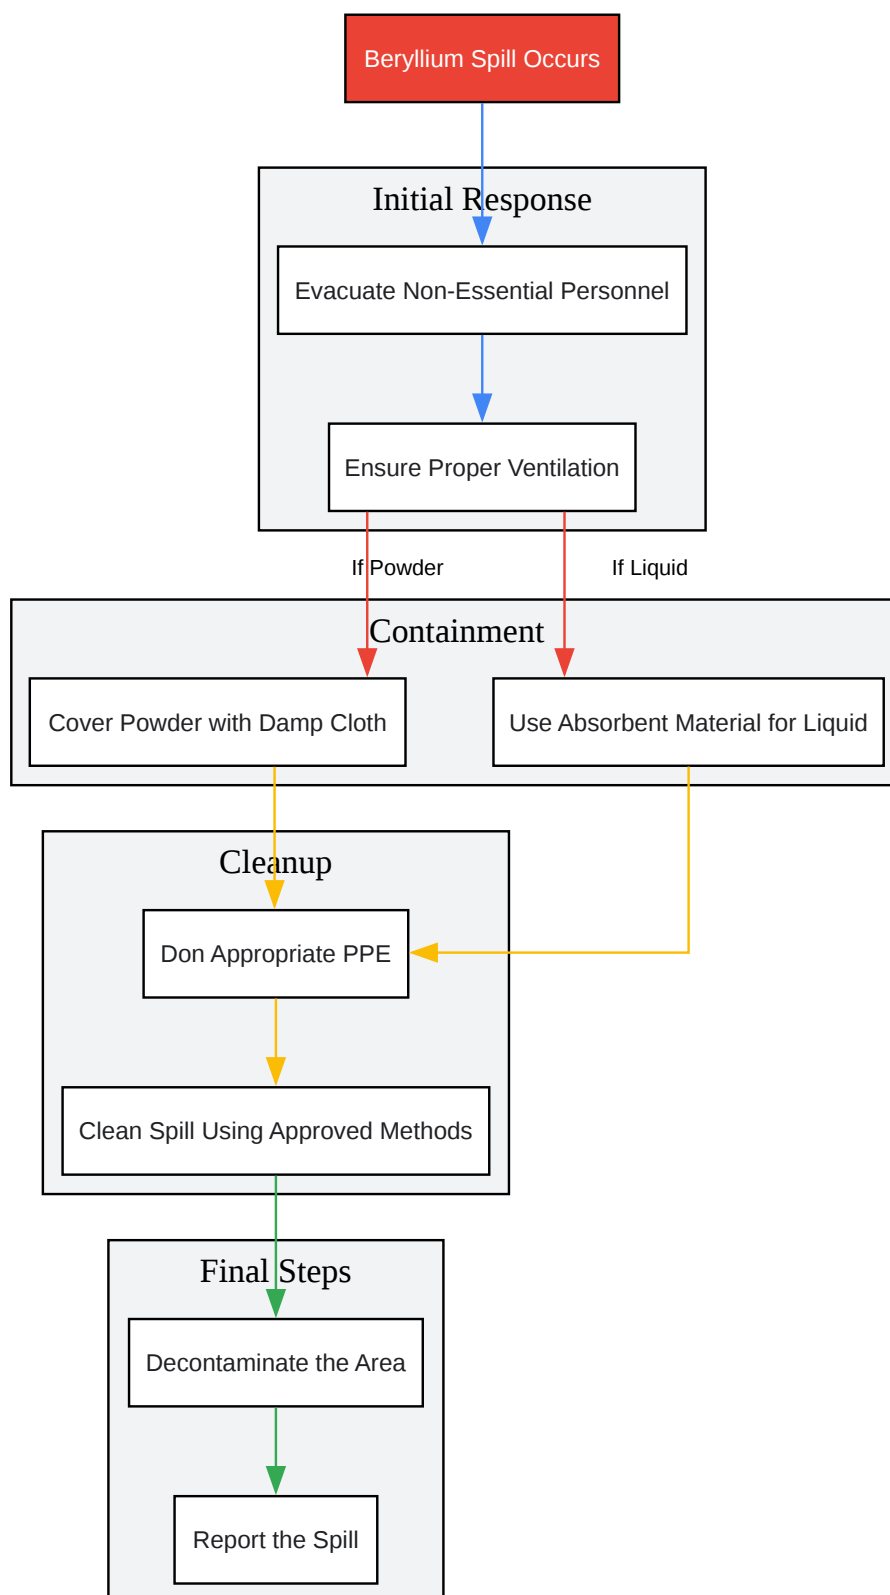 Beryllium Spill Occurs
Initial Response
Evacuate Non-Essential Personnel
Ensure Proper Ventilation
If Powder
If Liquid
Containment
Cover Powder with Damp Cloth
Use Absorbent Material for Liquid
Cleanup
Don Appropriate PPE
Clean Spill Using Approved Methods
Final Steps
Decontaminate the Area
Report the Spill